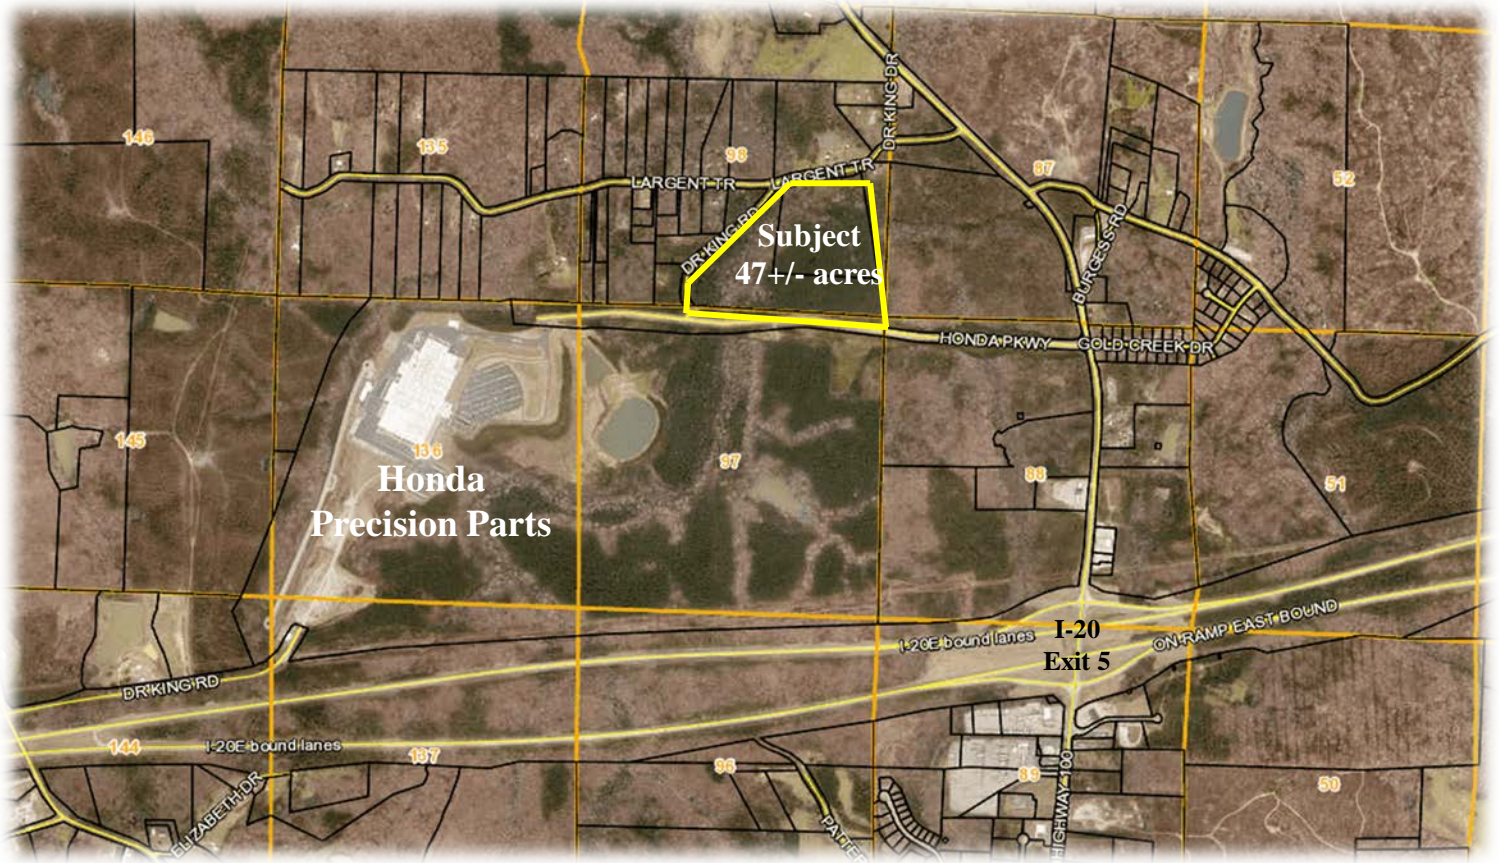 DR KING DR
146
135
98
87
52
LARGENT TR
LARGENT TR
DR KING RD
BURGESS RD
Subject
47+/- acres
HONDA PKWY
GOLD CREEK DR
145
136
97
88
51
Honda
Precision Parts
I-20E bound lanes
I-20
Exit 5
ON RAMP EAST BOUND
DR KING RD
144
I-20E bound lanes
137
96
89
50
ELIZABETH DR
HIGHWAY 100
PATTER